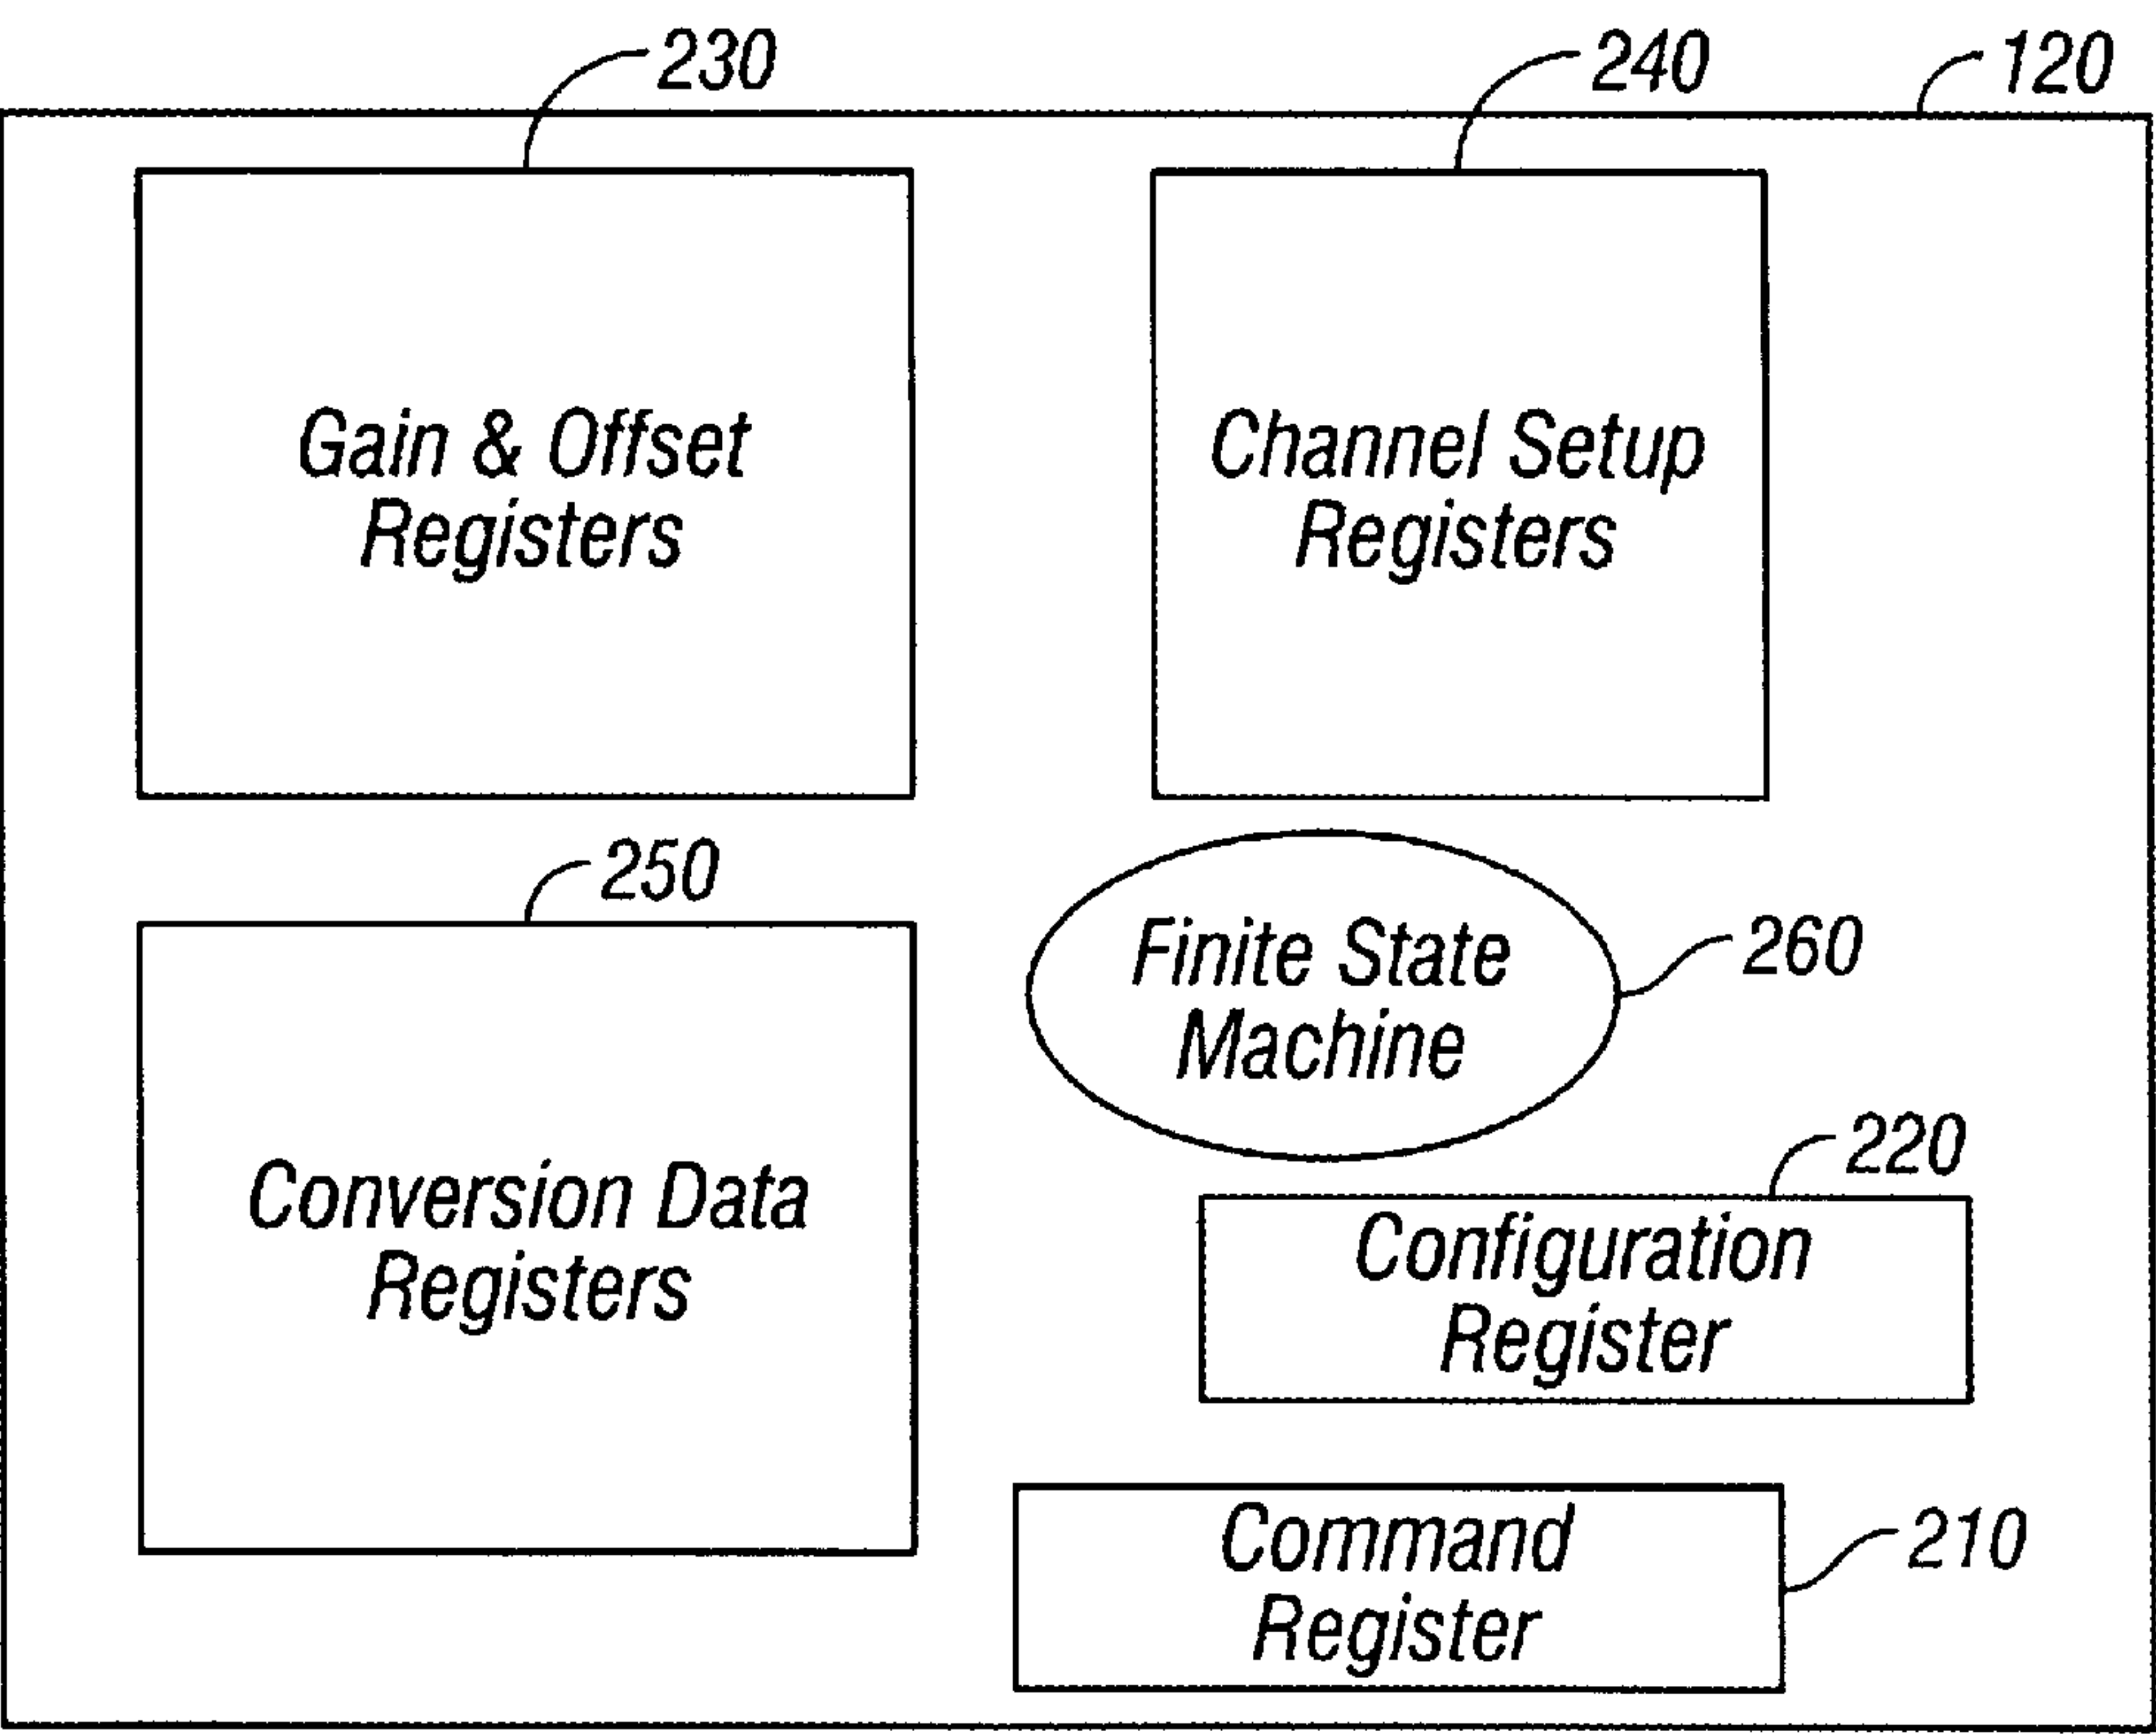 230
240
120
Gain & Offset
Registers
Channel Setup
Registers
250
Finite State
Machine
260
Conversion Data
Registers
220
Configuration
Register
Command
Register
210